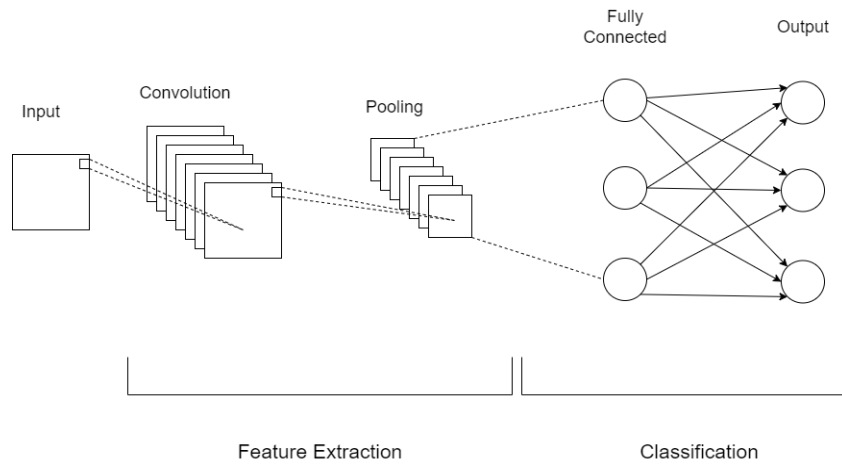 Fully
Connected
Output
Convolution
Pooling
Input
Feature Extraction
Classification